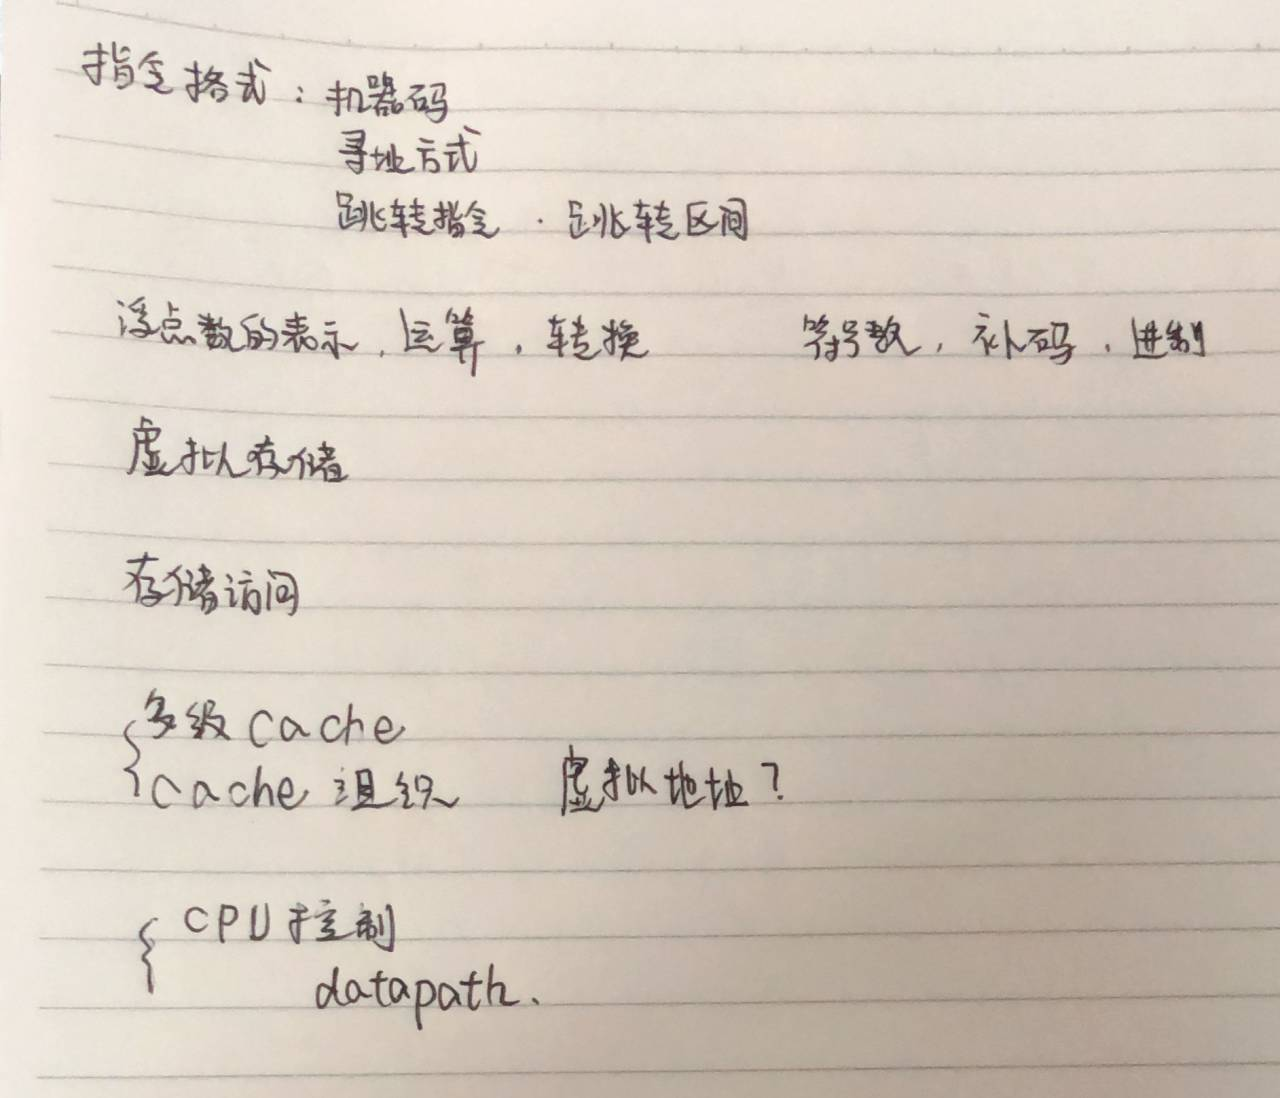 指令格式：机器码
寻址方式
跳转指令 . 跳转区间
浮点数的表示，运算，转换 符号数，补码，进制
虚拟存储
存储访问
多级 cache
cache 组织 虚拟地址？
CPU 控制
datapath.